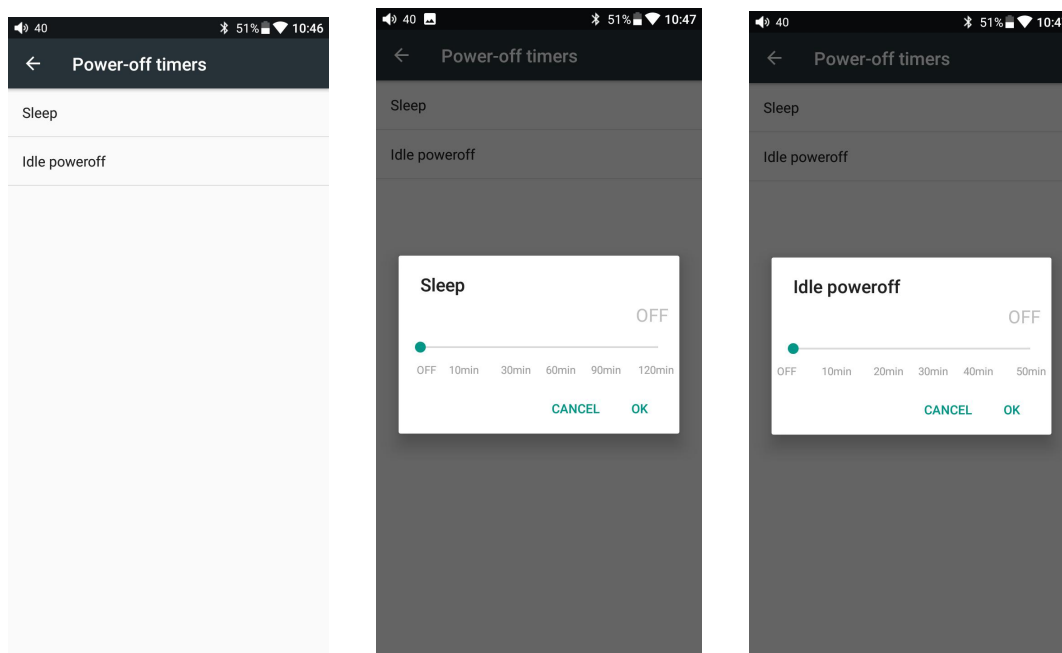 40 51% 10:46
Power-off timers
Sleep
Idle poweroff
40 51% 10:47
Power-off timers
Sleep
Idle poweroff
Sleep
OFF
OFF 10min 30min 60min 90min 120min
CANCEL OK
40 51%
Power-off timers
Sleep
Idle poweroff
Idle poweroff
OFF
OFF 10min 20min 30min 40min 50min
CANCEL OK